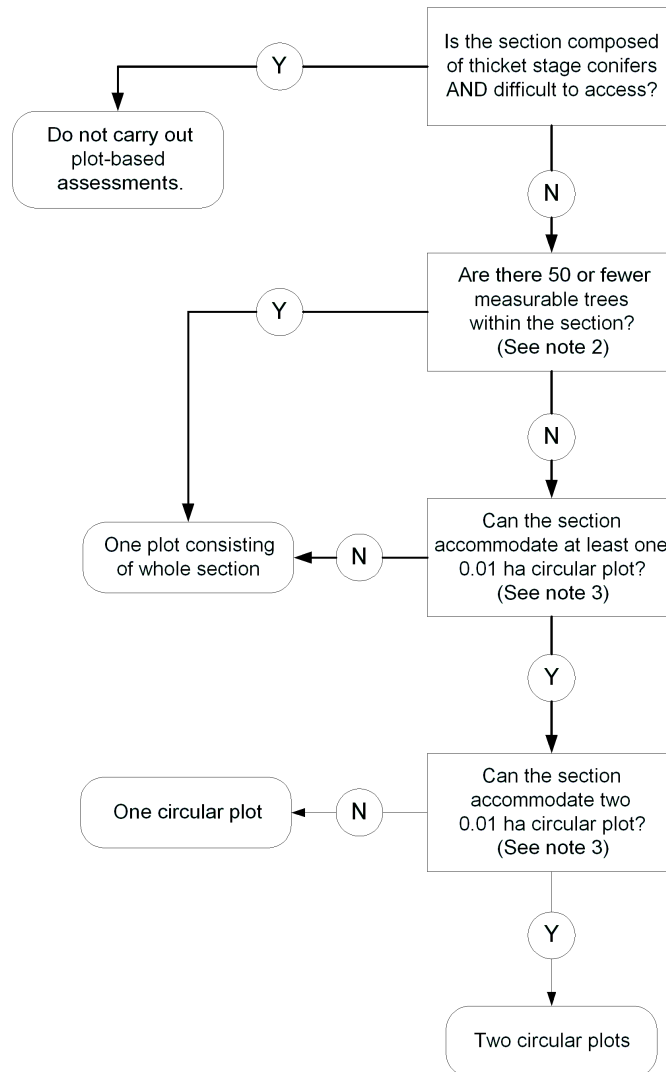 Is the section composed
of thicket stage conifers
AND difficult to access?
Y
Do not carry out
plot-based
assessments.
N
Are there 50 or fewer
measurable trees
within the section?
(See note 2)
Y
N
Can the section
accommodate at least one
0.01 ha circular plot?
(See note 3)
N
One plot consisting
of whole section
Y
Can the section
accommodate two
0.01 ha circular plot?
(See note 3)
N
One circular plot
Y
Two circular plots